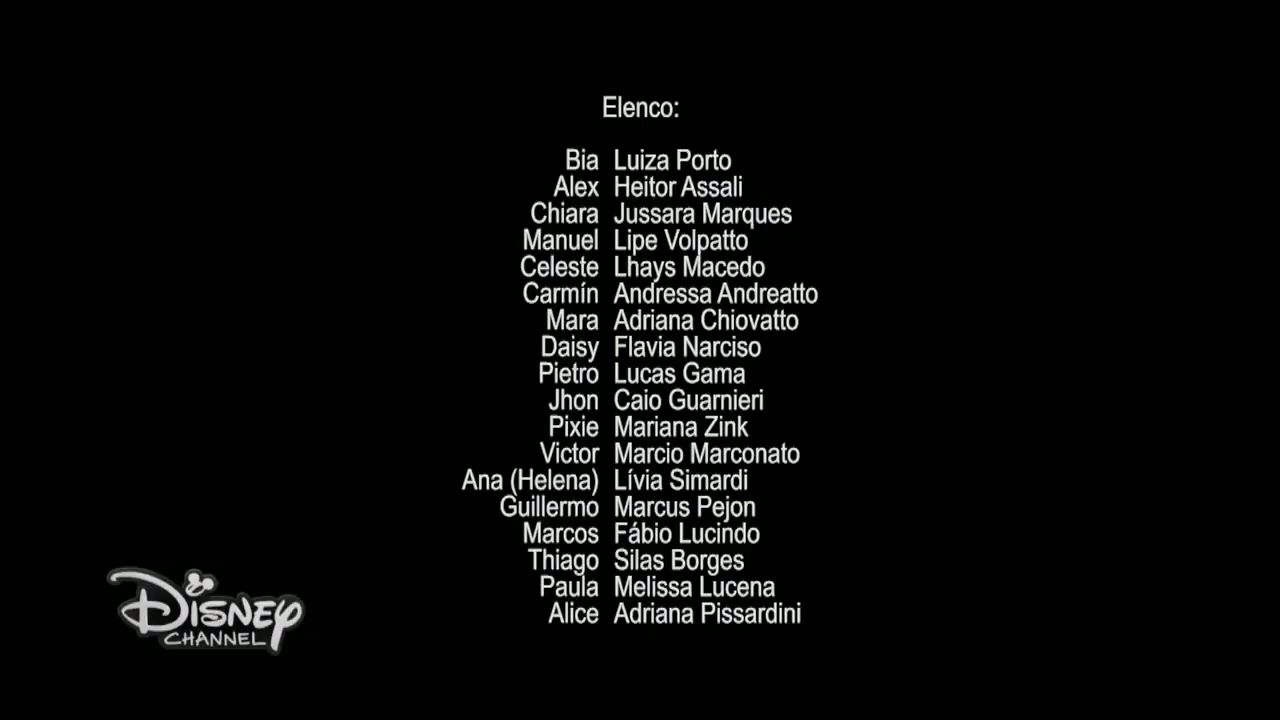 Elenco:
Bia Luiza Porto
Alex Heitor Assali
Chiara Jussara Marques
Manuel Lipe Volpatto
Celeste Lhays Macedo
Carmín Andressa Andreatto
Mara Adriana Chiovatto
Daisy Flavia Narciso
Pietro Lucas Gama
Jhon Caio Guarnieri
Pixie Mariana Zink
Victor Marcio Marconato
Ana (Helena) Lívia Simardi
Guillermo Marcus Pejon
Marcos Fábio Lucindo
Thiago Silas Borges
Paula Melissa Lucena
Alice Adriana Pissardini
Disney
CHANNEL